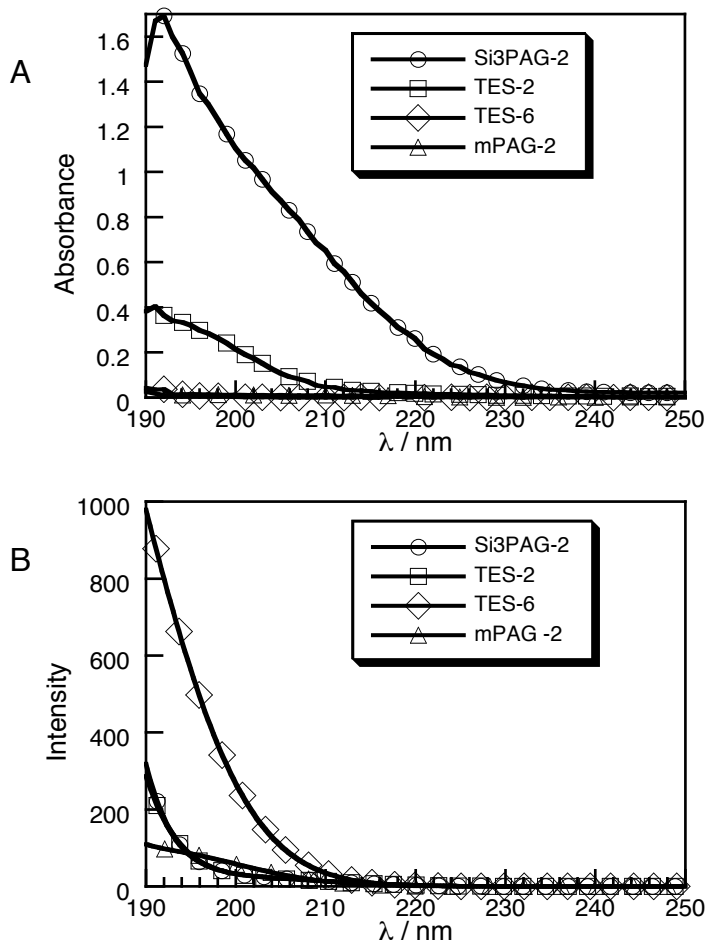 A
Absorbance
1.6
1.4
1.2
1
0.8
0.6
0.4
0.2
0
Si3PAG-2
TES-2
TES-6
mPAG-2
190 200 210 220 230 240 250
λ / nm
B
Intensity
1000
800
600
400
200
0
Si3PAG-2
TES-2
TES-6
mPAG -2
190 200 210 220 230 240 250
λ / nm